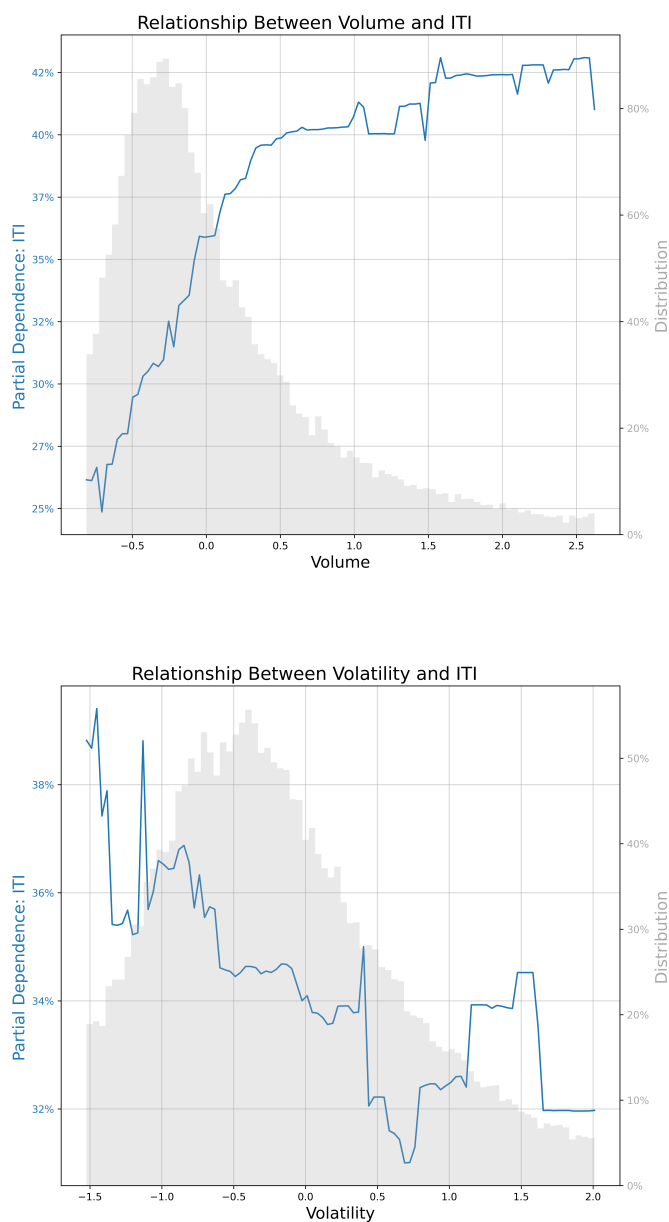 Relationship Between Volume and ITI
42%
40%
37%
35%
32%
30%
27%
25%
Partial Dependence: ITI
80%
60%
40%
20%
0%
Distribution
−0.5 0.0 0.5 1.0 1.5 2.0 2.5
Volume
Relationship Between Volatility and ITI
38%
36%
34%
32%
Partial Dependence: ITI
50%
40%
30%
20%
10%
0%
Distribution
−1.5 −1.0 −0.5 0.0 0.5 1.0 1.5 2.0
Volatility